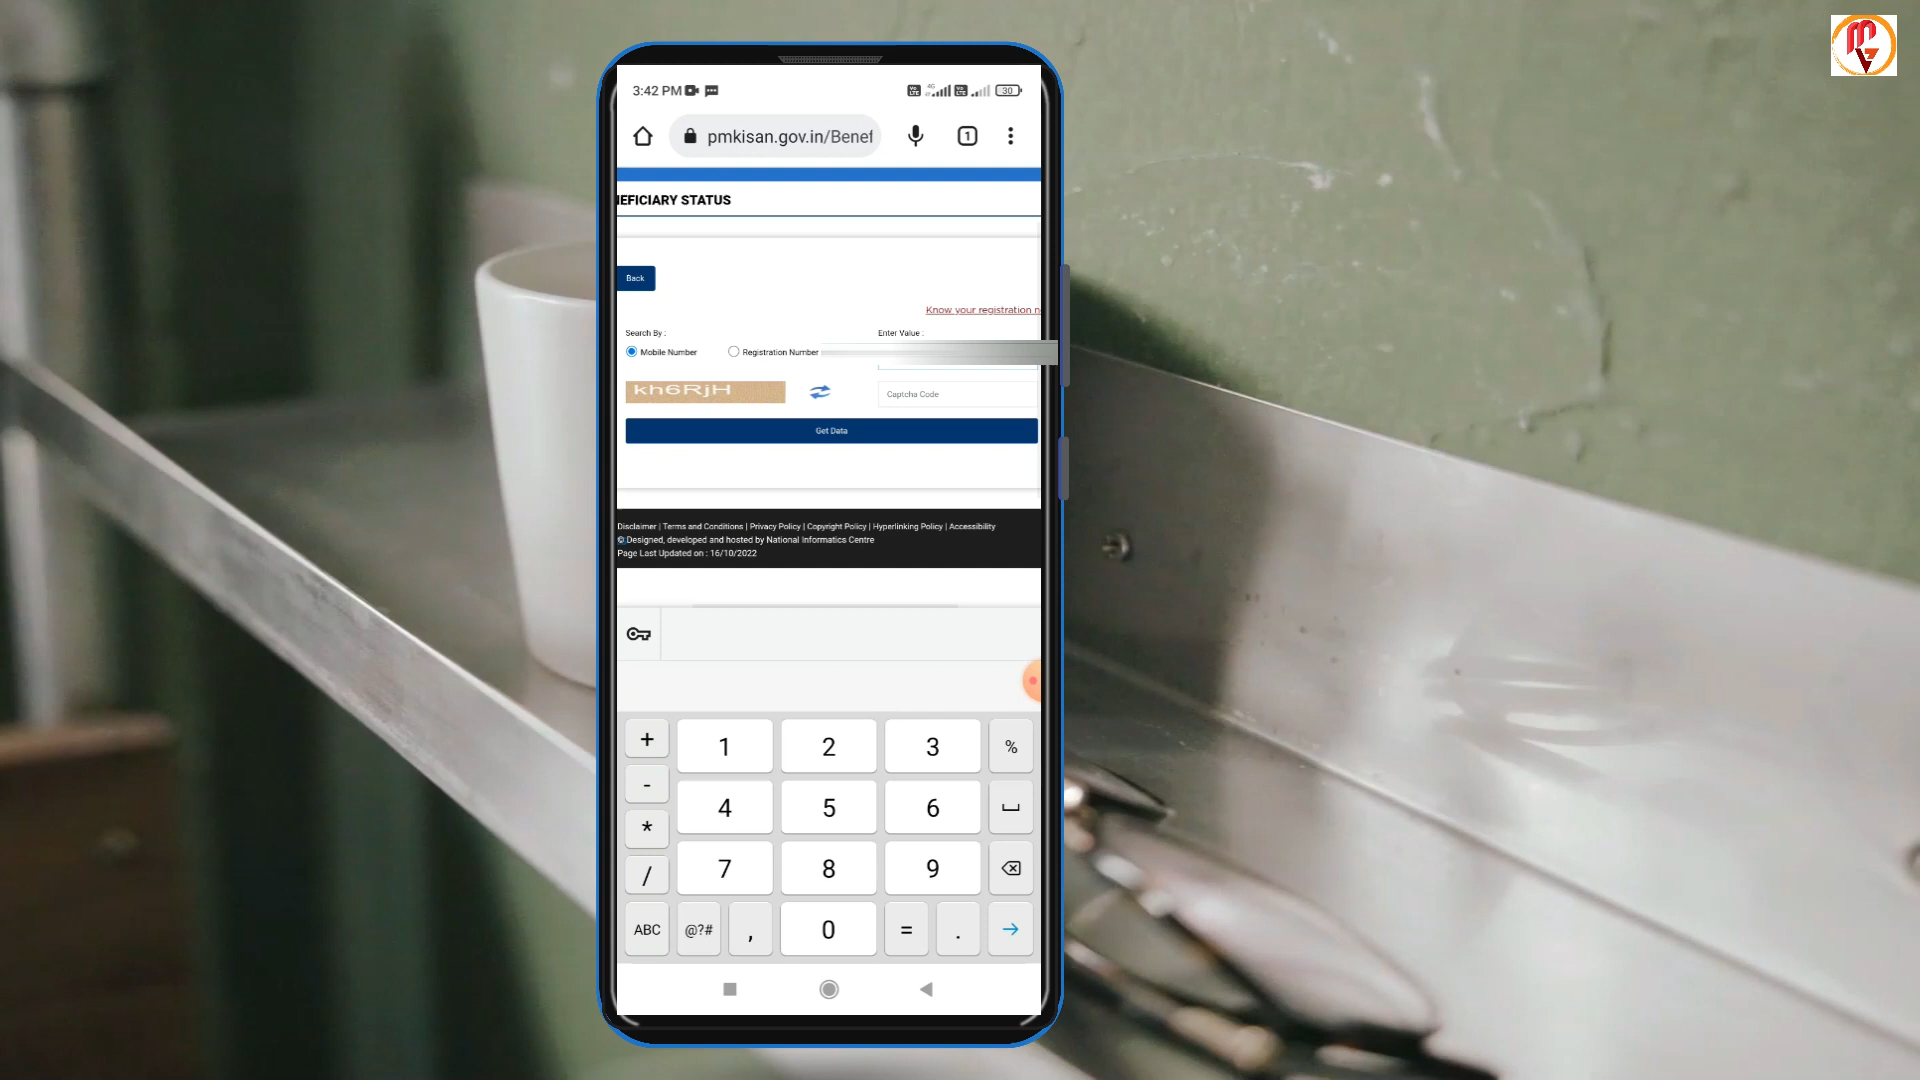 3:42 PM
4G
30
pmkisan.gov.in/Benef
1
EFICIARY STATUS
Back
Know your registration n
Search By :
Enter Value :
Mobile Number
Registration Number
kh6RjH
Captcha Code
Get Data
Disclaimer | Terms and Conditions | Privacy Policy | Copyright Policy | Hyperlinking Policy | Accessibility
© Designed, developed and hosted by National Informatics Centre
Page Last Updated on : 16/10/2022
+ 1 2 3 %
- 4 5 6
* 7 8 9
/
ABC @?# , 0 = .